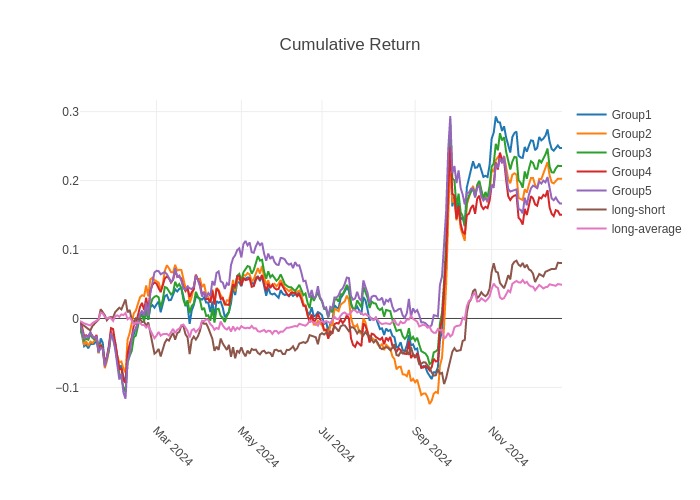 Cumulative Return
0.3
0.2
0.1
0
−0.1
Mar 2024
May 2024
Jul 2024
Sep 2024
Nov 2024
Group1
Group2
Group3
Group4
Group5
long-short
long-average